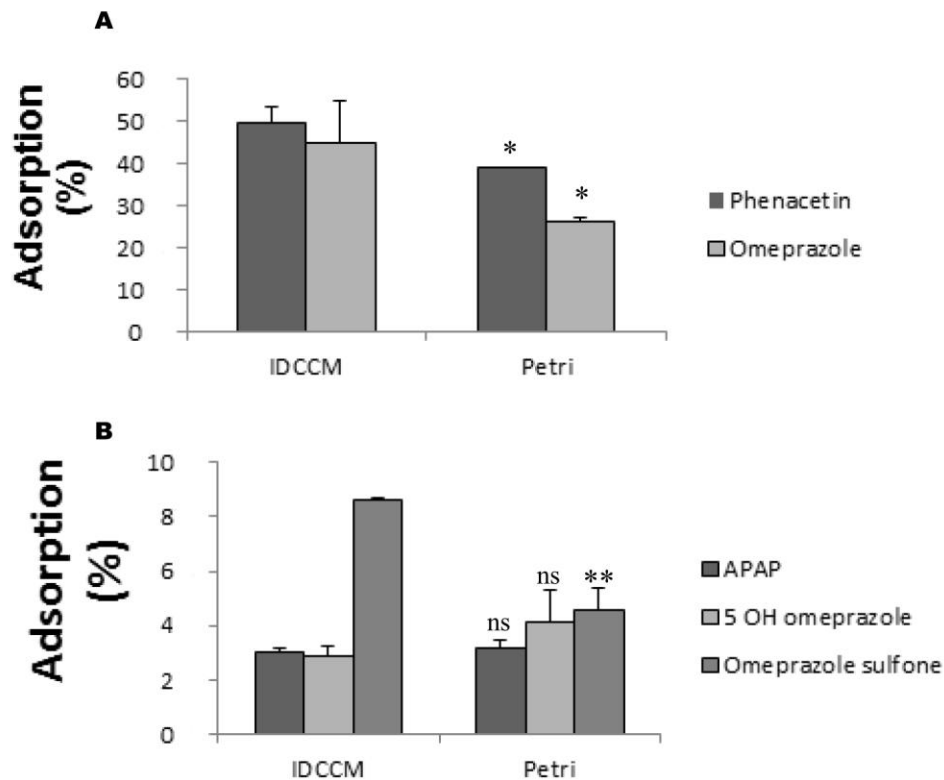 A
Adsorption
(%)
60
50
40
30
20
10
0
*
*
IDCCM
Petri
Phenacetin
Omeprazole
B
Adsorption
(%)
10
8
6
4
2
0
ns
ns
**
IDCCM
Petri
APAP
5 OH omeprazole
Omeprazole sulfone